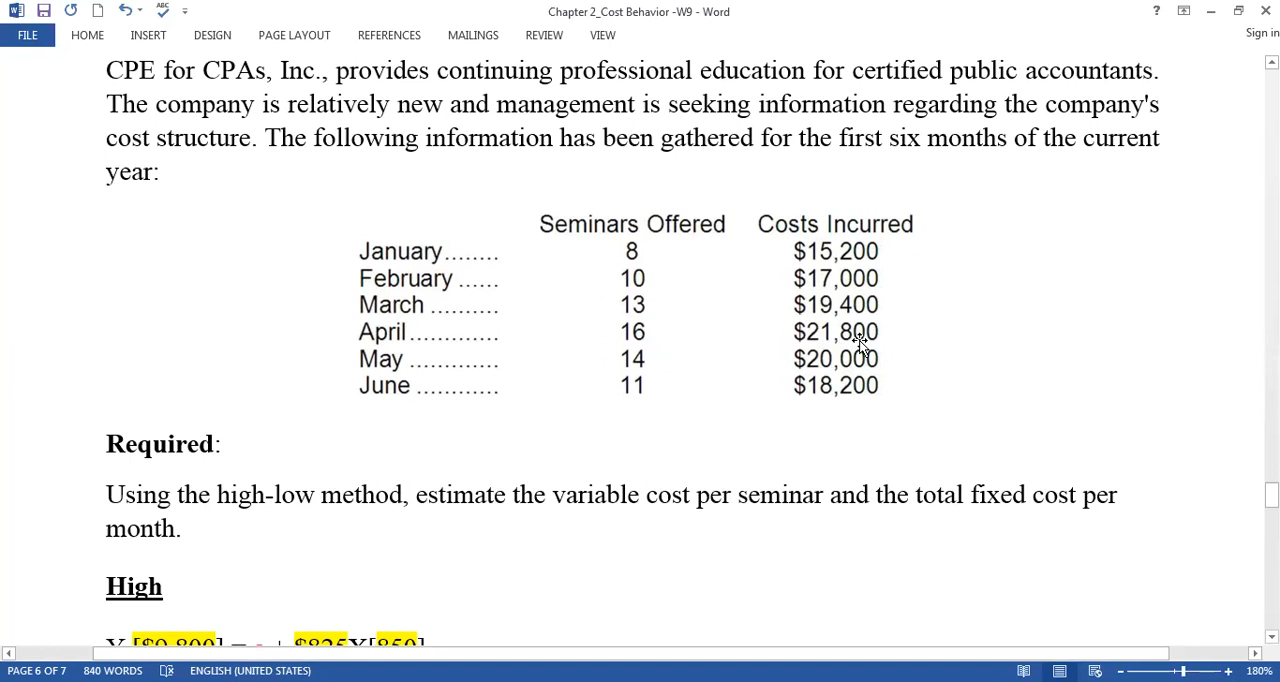 Chapter 2_Cost Behavior -W9 - Word
?
ABC
FILE HOME INSERT DESIGN PAGE LAYOUT REFERENCES MAILINGS REVIEW VIEW Sign in
CPE for CPAs, Inc., provides continuing professional education for certified public accountants.
The company is relatively new and management is seeking information regarding the company's
cost structure. The following information has been gathered for the first six months of the current
year:
Seminars Offered Costs Incurred
January........ 8 $15,200
February ...... 10 $17,000
March .......... 13 $19,400
April............. 16 $21,800
May ............. 14 $20,000
June ............ 11 $18,200
Required:
Using the high-low method, estimate the variable cost per seminar and the total fixed cost per
month.
High
PAGE 6 OF 7 840 WORDS ENGLISH (UNITED STATES) 180%